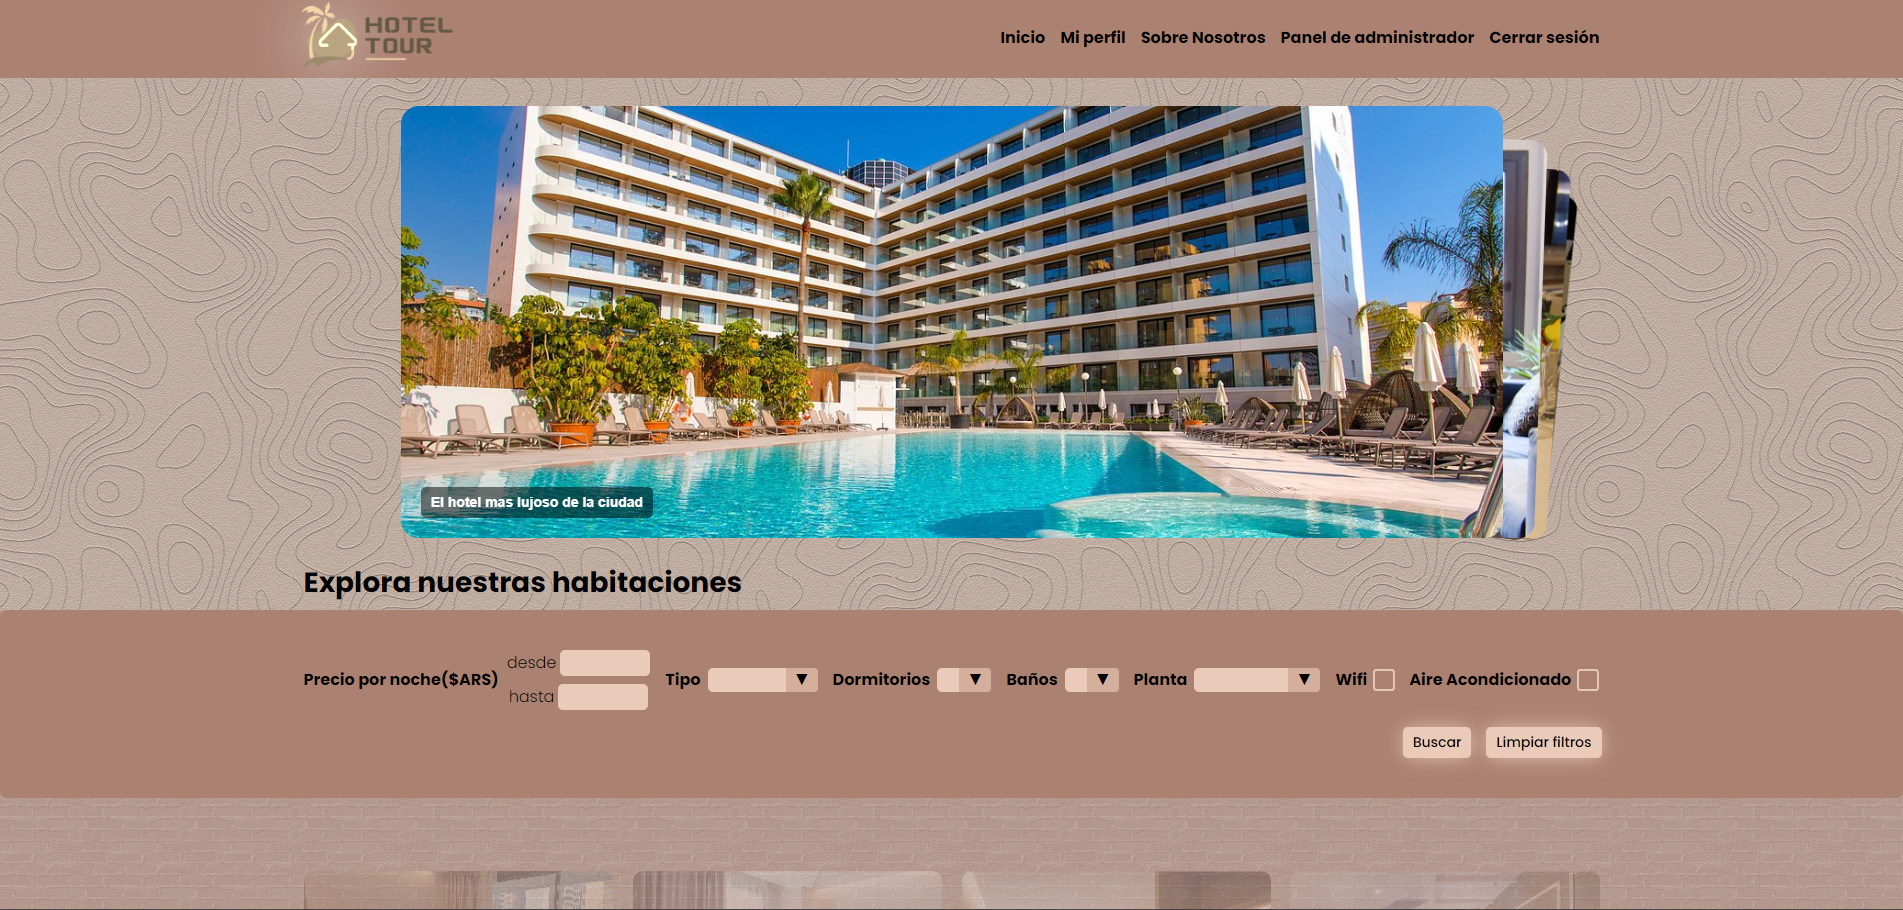 HOTEL
TOUR
Inicio Mi perfil Sobre Nosotros Panel de administrador Cerrar sesión
El hotel mas lujoso de la ciudad
Explora nuestras habitaciones
Precio por noche($ARS) desde
hasta
Tipo Dormitorios Baños Planta Wifi Aire Acondicionado
Buscar Limpiar filtros